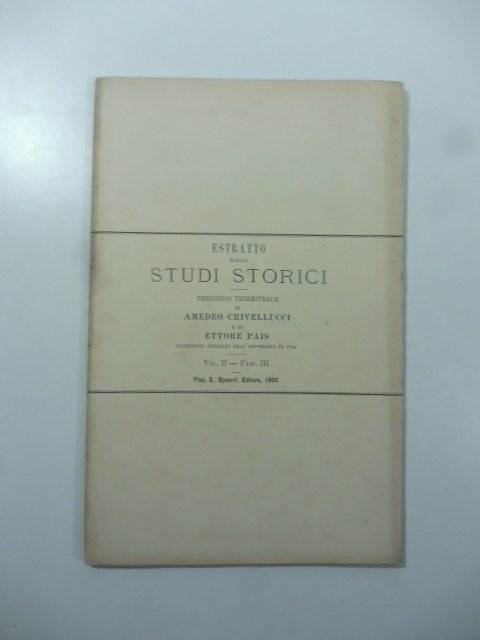 ESTRATTO
DAGLI
STUDI STORICI
PERIODICO TRIMESTRALE
DI
AMEDEO CRIVELLUCCI
E DI
ETTORE PAIS
PROFESSORI ORDINARI NELL'UNIVERSITÀ DI PISA
VOL. II — FASC. III
Pisa, E. Spoerri, Editore, 1893